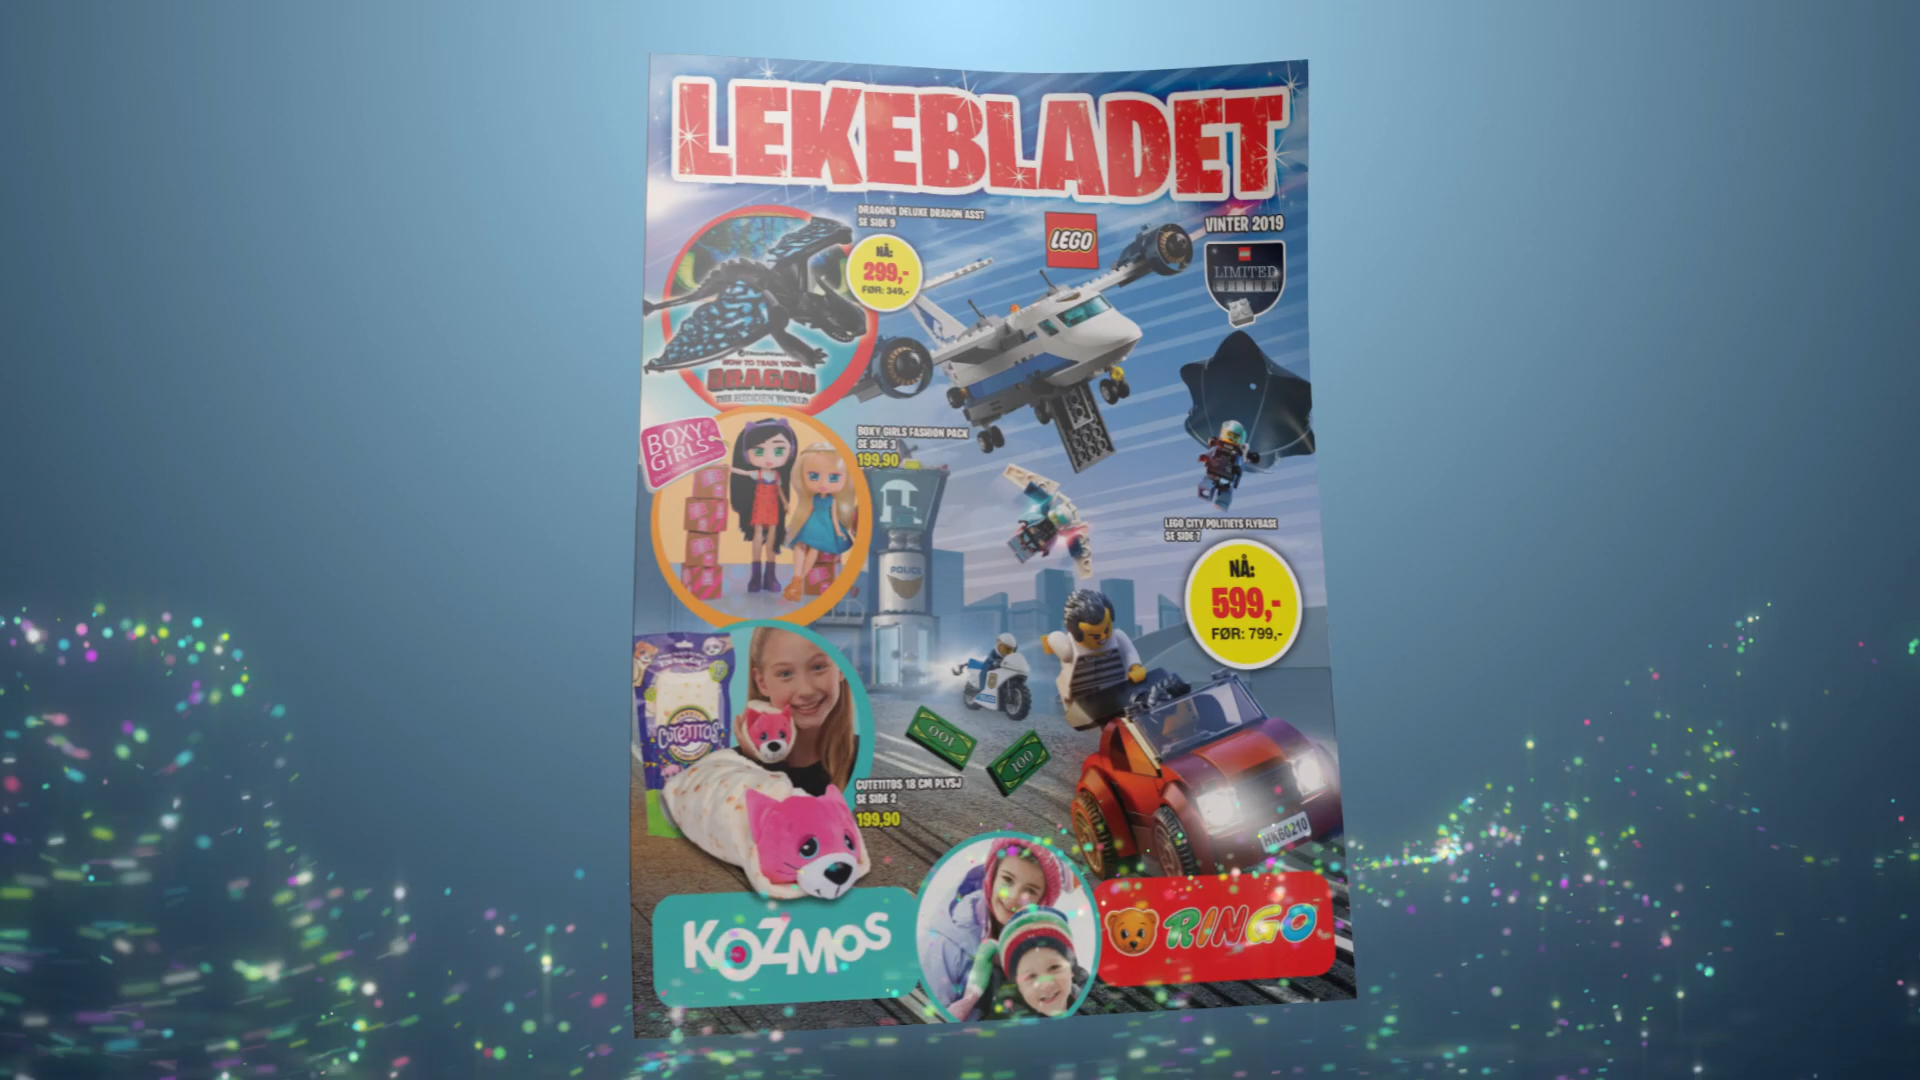 LEKEBLADET
DRAGONS DELUXE DRAGON ASST
SE SIDE 9
NÅ:
299,-
FØR: 349,-
LEGO
VINTER 2019
LIMITED
EDITION
HOW TO TRAIN YOUR
DRAGON
THE HIDDEN WORLD
BOXY
GIRLS
BOXY GIRLS FASHION PACK
SE SIDE 3
199,90
POLICE
LEGO CITY POLITIETS FLYBASE
SE SIDE 7
NÅ:
599,-
FØR: 799,-
CUTETITOS
100
100
CUTETITOS 18 CM PLYSJ
SE SIDE 2
199,90
HK60210
KOZMOS
RINGO